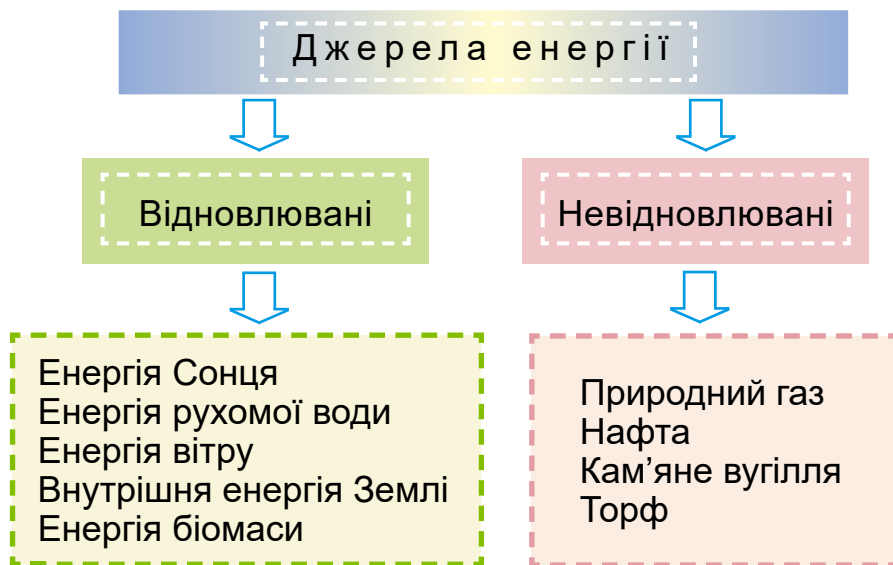 Джерела енергії
Відновлювані
Невідновлювані
Енергія Сонця
Енергія рухомої води
Енергія вітру
Внутрішня енергія Землі
Енергія біомаси
Природний газ
Нафта
Кам’яне вугілля
Торф